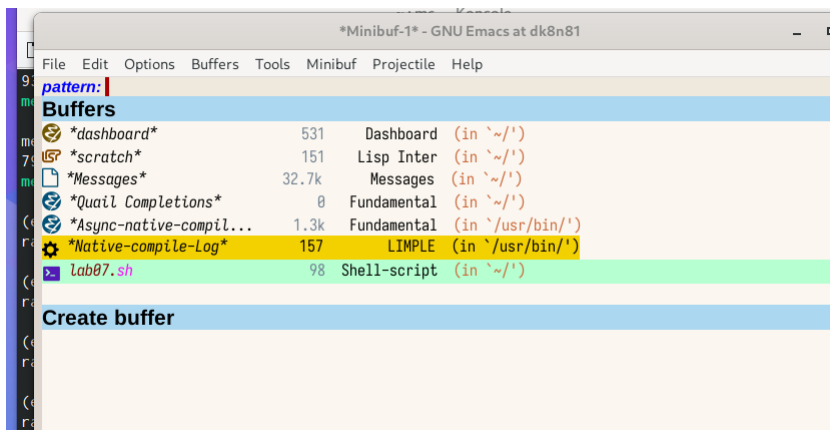 *Minibuf-1* - GNU Emacs at dk8n81
File Edit Options Buffers Tools Minibuf Projectile Help
pattern:
Buffers
*dashboard* 531 Dashboard (in `~/')
*scratch* 151 Lisp Inter (in `~/')
*Messages* 32.7k Messages (in `~/')
*Quail Completions* 0 Fundamental (in `~/')
*Async-native-compil... 1.3k Fundamental (in `/usr/bin/')
*Native-compile-Log* 157 LIMPLE (in `/usr/bin/')
lab07.sh 98 Shell-script (in `~/')
Create buffer